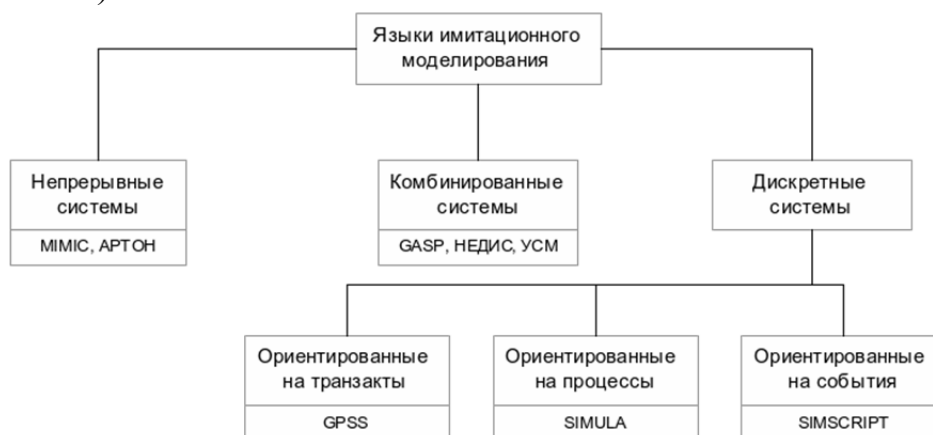 Языки имитационного
моделирования
Непрерывные
системы
MIMIC, АРТОН
Комбинированные
системы
GASP, НЕДИС, УСМ
Дискретные
системы
Ориентированные
на транзакты
GPSS
Ориентированные
на процессы
SIMULA
Ориентированные
на события
SIMSCRIPT